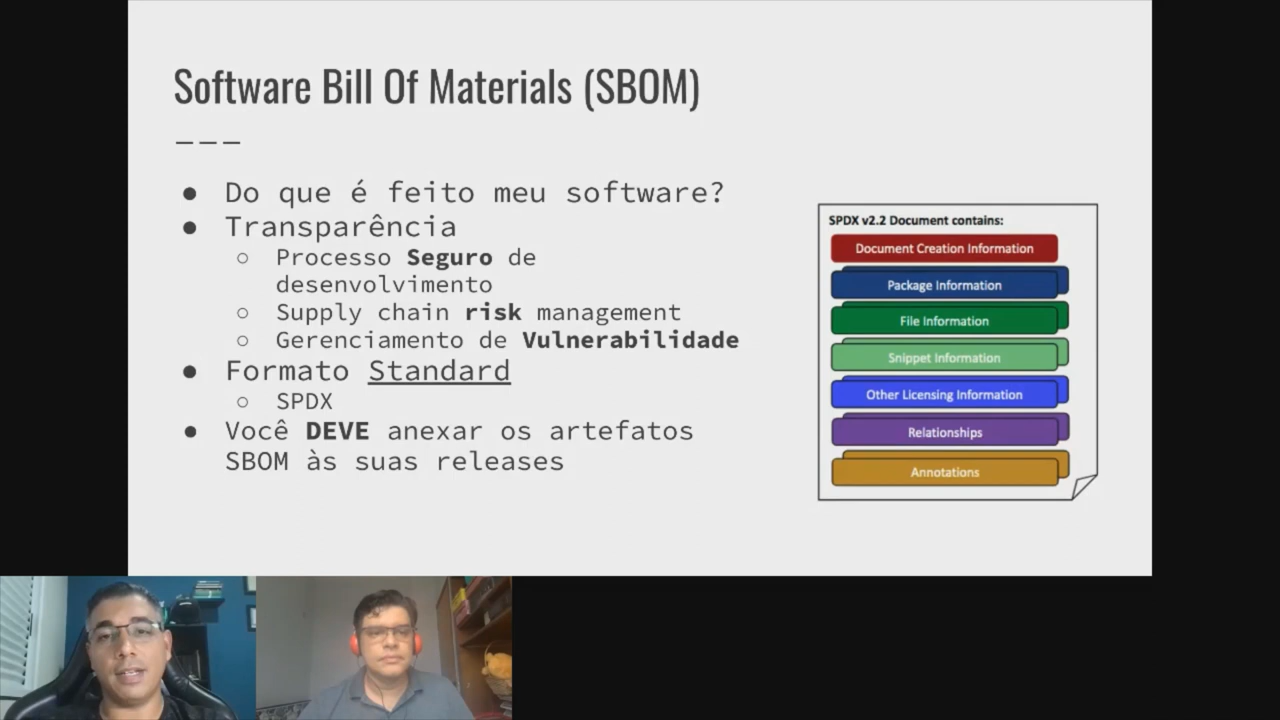 Software Bill Of Materials (SBOM)
● Do que é feito meu software?
● Transparência
○ Processo Seguro de
desenvolvimento
○ Supply chain risk management
○ Gerenciamento de Vulnerabilidade
● Formato Standard
○ SPDX
● Você DEVE anexar os artefatos
SBOM às suas releases
SPDX v2.2 Document contains:
Document Creation Information
Package Information
File Information
Snippet Information
Other Licensing Information
Relationships
Annotations